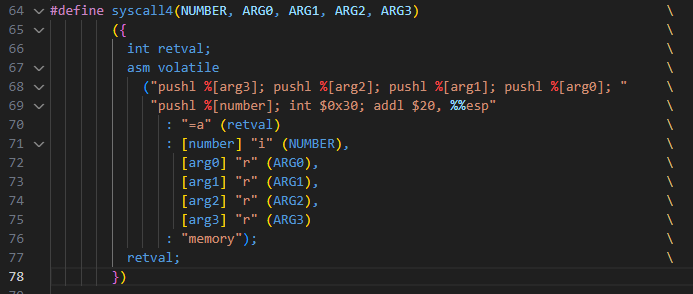 64 #define syscall4(NUMBER, ARG0, ARG1, ARG2, ARG3) \
65 ({ \
66 int retval; \
67 asm volatile \
68 ("pushl %[arg3]; pushl %[arg2]; pushl %[arg1]; pushl %[arg0]; " \
69 "pushl %[number]; int $0x30; addl $20, %%esp" \
70 : "=a" (retval) \
71 : [number] "i" (NUMBER), \
72 [arg0] "r" (ARG0), \
73 [arg1] "r" (ARG1), \
74 [arg2] "r" (ARG2), \
75 [arg3] "r" (ARG3) \
76 : "memory"); \
77 retval; \
78 })